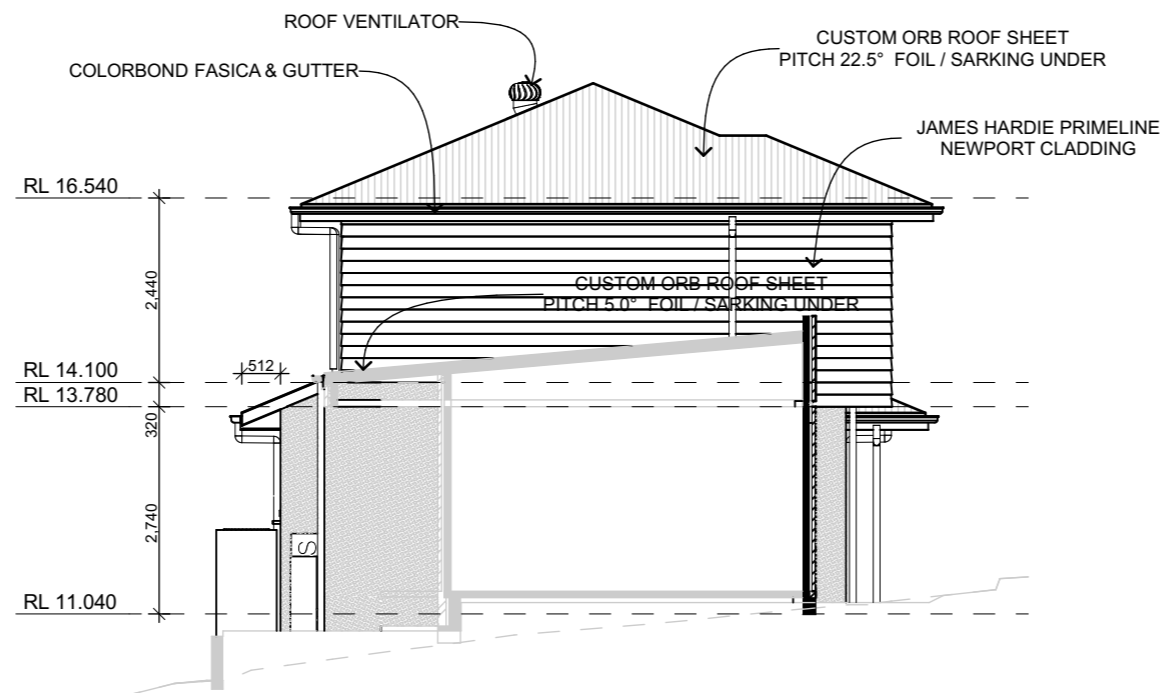 ROOF VENTILATOR
CUSTOM ORB ROOF SHEET
PITCH 22.5° FOIL / SARKING UNDER
COLORBOND FASICA & GUTTER
JAMES HARDIE PRIMELINE
NEWPORT CLADDING
RL 16.540
2,440
CUSTOM ORB ROOF SHEET
PITCH 5.0° FOIL / SARKING UNDER
512
RL 14.100
RL 13.780
320
2,740
S
RL 11.040